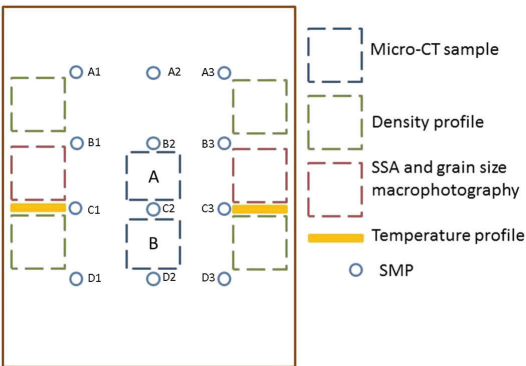 A1
A2
A3
B1
B2
B3
A
C1
C2
C3
B
D1
D2
D3
Micro-CT sample
Density profile
SSA and grain size
macrophotography
Temperature profile
SMP